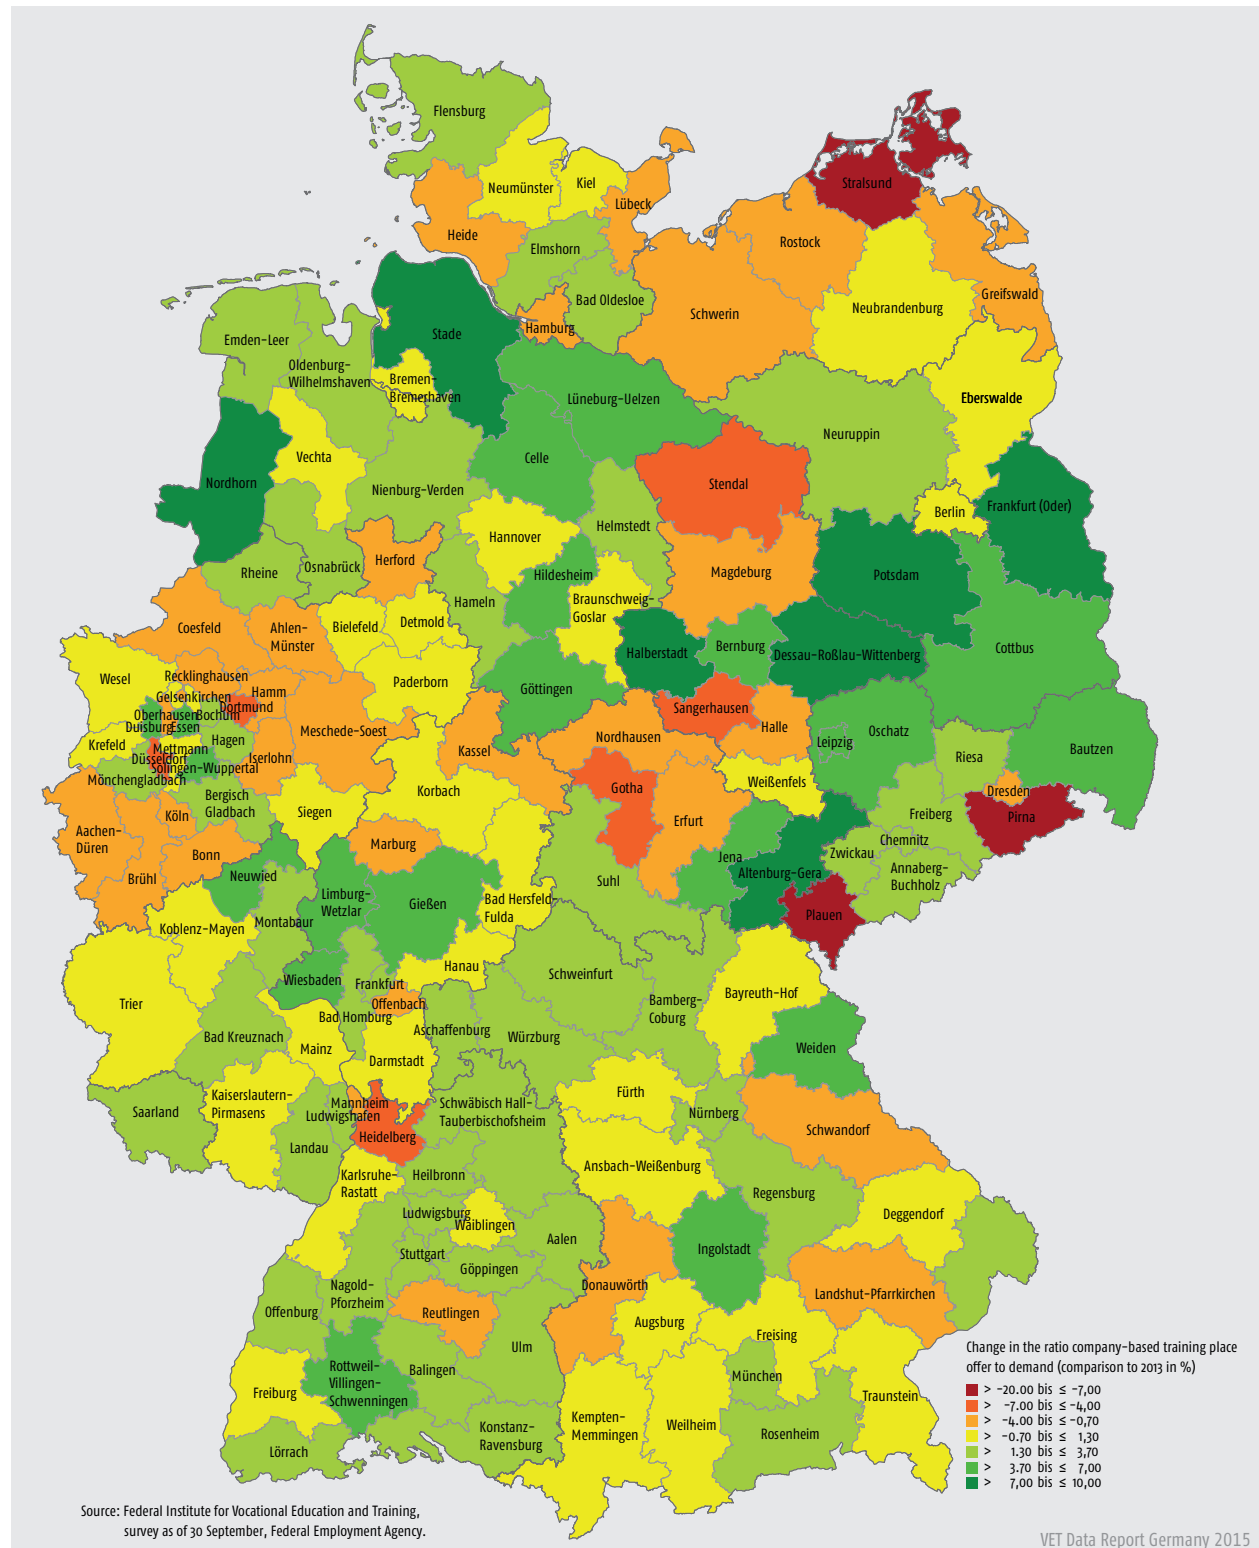 Flensburg
Neumünster
Kiel
Lübeck
Stralsund
Heide
Rostock
Elmshorn
Bad Oldesloe
Greifswald
Schwerin
Neubrandenburg
Hamburg
Stade
Emden-Leer
Oldenburg-
Wilhelmshaven
Bremen-
Bremerhaven
Lüneburg-Uelzen
Eberswalde
Neuruppin
Vechta
Celle
Nordhorn
Nienburg-Verden
Stendal
Berlin
Frankfurt (Oder)
Helmstedt
Hannover
Herford
Osnabrück
Rheine
Hildesheim
Magdeburg
Potsdam
Hameln
Braunschweig-
Goslar
Coesfeld
Ahlen-
Münster
Bielefeld
Detmold
Halberstadt
Bernburg
Dessau-Roßlau-Wittenberg
Cottbus
Wesel
Recklinghausen
Paderborn
Göttingen
Gelsenkirchen
Hamm
Dortmund
Oberhausen
Bochum
Sangerhausen
Duisburg
Essen
Meschede-Soest
Halle
Oschatz
Leipzig
Krefeld
Mettmann
Hagen
Kassel
Nordhausen
Riesa
Bautzen
Düsseldorf
Iserlohn
Solingen-Wuppertal
Mönchengladbach
Weißenfels
Korbach
Gotha
Dresden
Bergisch
Gladbach
Siegen
Köln
Erfurt
Freiberg
Pirna
Aachen-
Düren
Bonn
Marburg
Chemnitz
Zwickau
Jena
Brühl
Neuwied
Altenburg-Gera
Annaberg-
Buchholz
Suhl
Limburg-
Wetzlar
Gießen
Bad Hersfeld-
Fulda
Plauen
Koblenz-Mayen
Montabaur
Hanau
Schweinfurt
Wiesbaden
Frankfurt
Bayreuth-Hof
Trier
Offenbach
Bad Homburg
Bamberg-
Coburg
Aschaffenburg
Würzburg
Bad Kreuznach
Mainz
Darmstadt
Weiden
Kaiserslautern-
Pirmasens
Fürth
Saarland
Mannheim
Ludwigshafen
Schwäbisch Hall-
Tauberbischofsheim
Nürnberg
Schwandorf
Heidelberg
Landau
Ansbach-Weißenburg
Karlsruhe-
Rastatt
Heilbronn
Regensburg
Ludwigsburg
Waiblingen
Deggendorf
Aalen
Ingolstadt
Stuttgart
Göppingen
Nagold-
Pforzheim
Donauwörth
Landshut-Pfarrkirchen
Offenburg
Reutlingen
Augsburg
Freising
Ulm
Rottweil-
Villingen-
Schwenningen
Balingen
München
Freiburg
Traunstein
Kempten-
Memmingen
Weilheim
Rosenheim
Konstanz-
Ravensburg
Lörrach
Change in the ratio company-based training place
offer to demand (comparison to 2013 in %)
> -20.00 bis ≤ -7,00
> -7.00 bis ≤ -4,00
> -4.00 bis ≤ -0,70
> -0.70 bis ≤ 1,30
> 1.30 bis ≤ 3,70
> 3.70 bis ≤ 7,00
> 7,00 bis ≤ 10,00
Source: Federal Institute for Vocational Education and Training,
survey as of 30 September, Federal Employment Agency.
VET Data Report Germany 2015